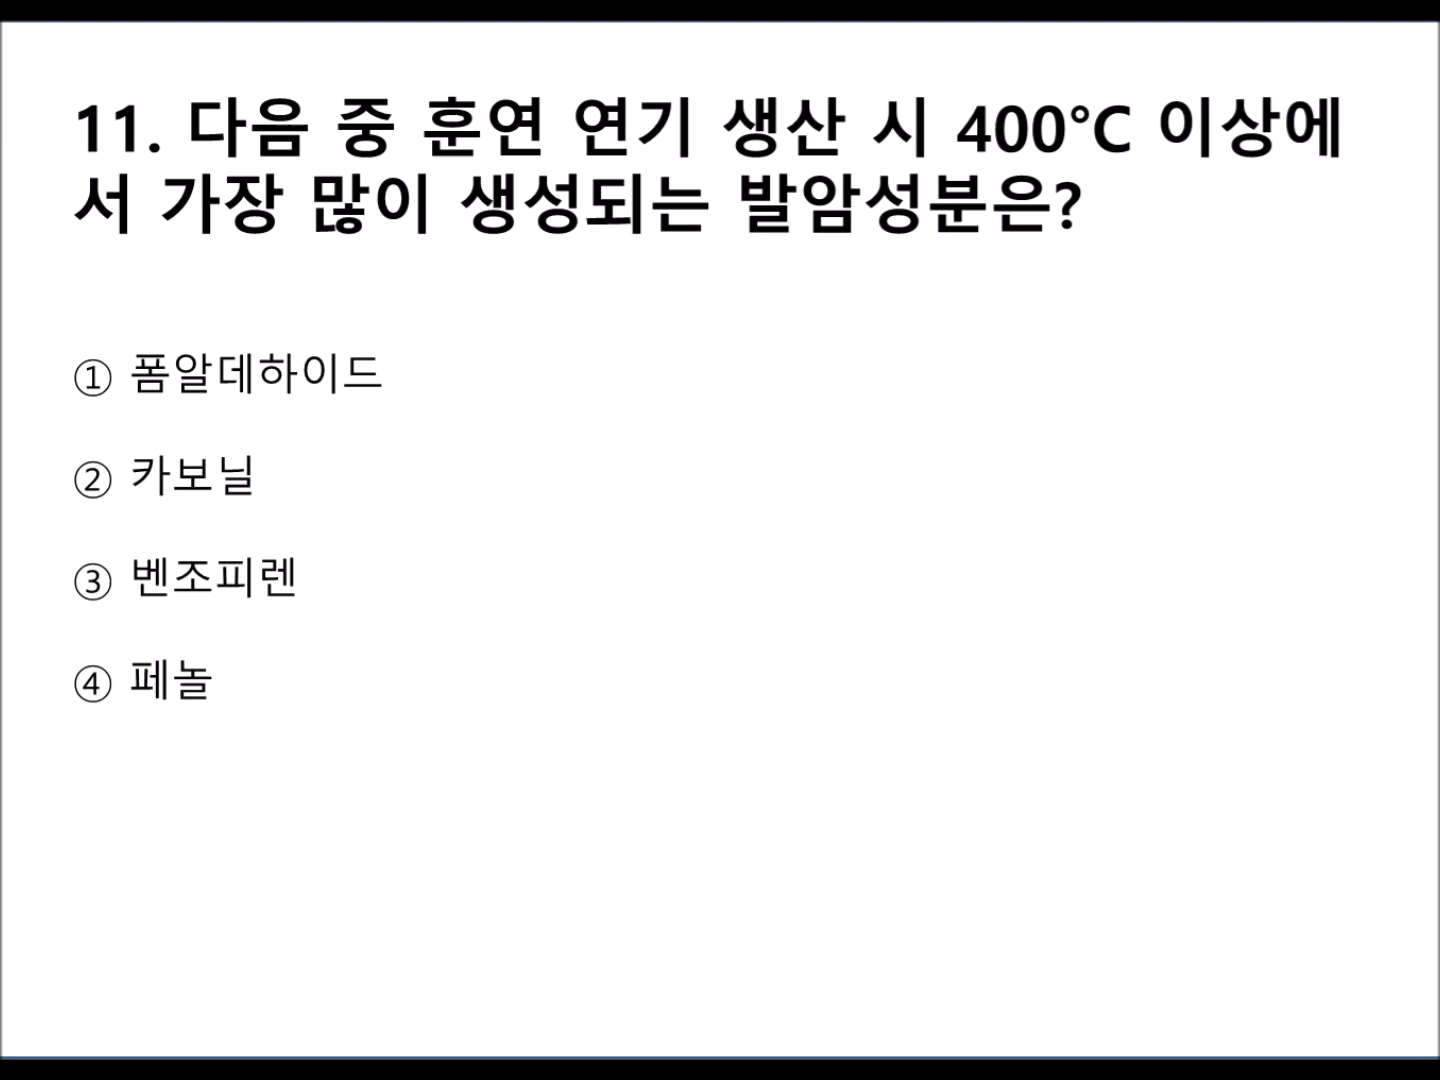 11. 다음 중 훈연 연기 생산 시 400°C 이상에
서 가장 많이 생성되는 발암성분은?
① 폼알데하이드
② 카보닐
③ 벤조피렌
④ 페놀